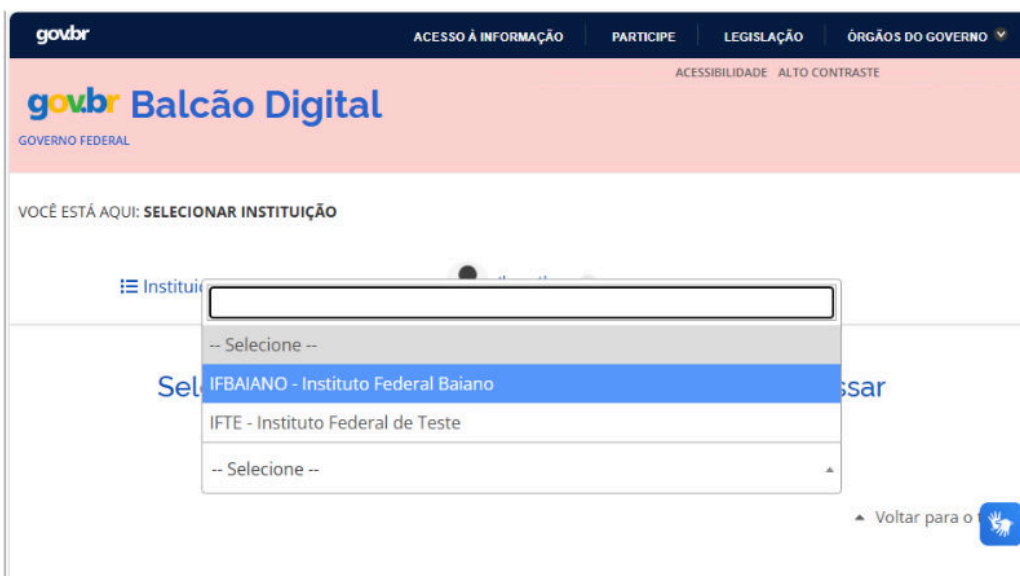 gov.br
ACESSO À INFORMAÇÃO PARTICIPE LEGISLAÇÃO ÓRGÃOS DO GOVERNO
ACESSIBILIDADE ALTO CONTRASTE
gov.br Balcão Digital
GOVERNO FEDERAL
VOCÊ ESTÁ AQUI: SELECIONAR INSTITUIÇÃO
-- Selecione --
IFBAIANO - Instituto Federal Baiano
IFTE - Instituto Federal de Teste
-- Selecione --
Voltar para o